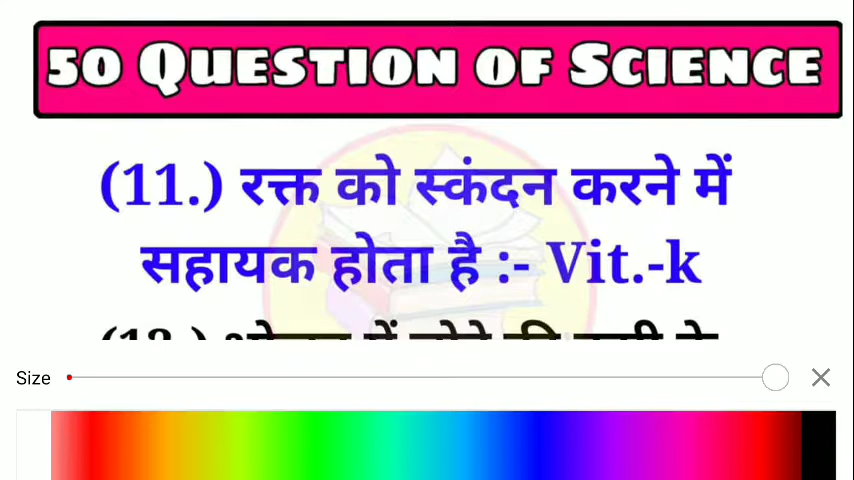 50 QUESTION OF SCIENCE
(11.) रक्त को स्कंदन करने में
सहायक होता है :- Vit.-k
में
Size